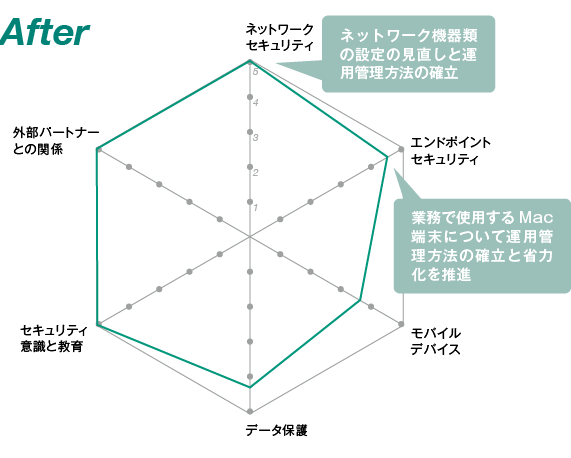 After
ネットワーク
セキュリティ
ネットワーク機器類
の設定の見直しと運
用管理方法の確立
5
4
3
2
1
外部パートナー
との関係
エンドポイント
セキュリティ
業務で使用するMac
端末について運用管
理方法の確立と省力
化を推進
セキュリティ
意識と教育
モバイル
デバイス
データ保護